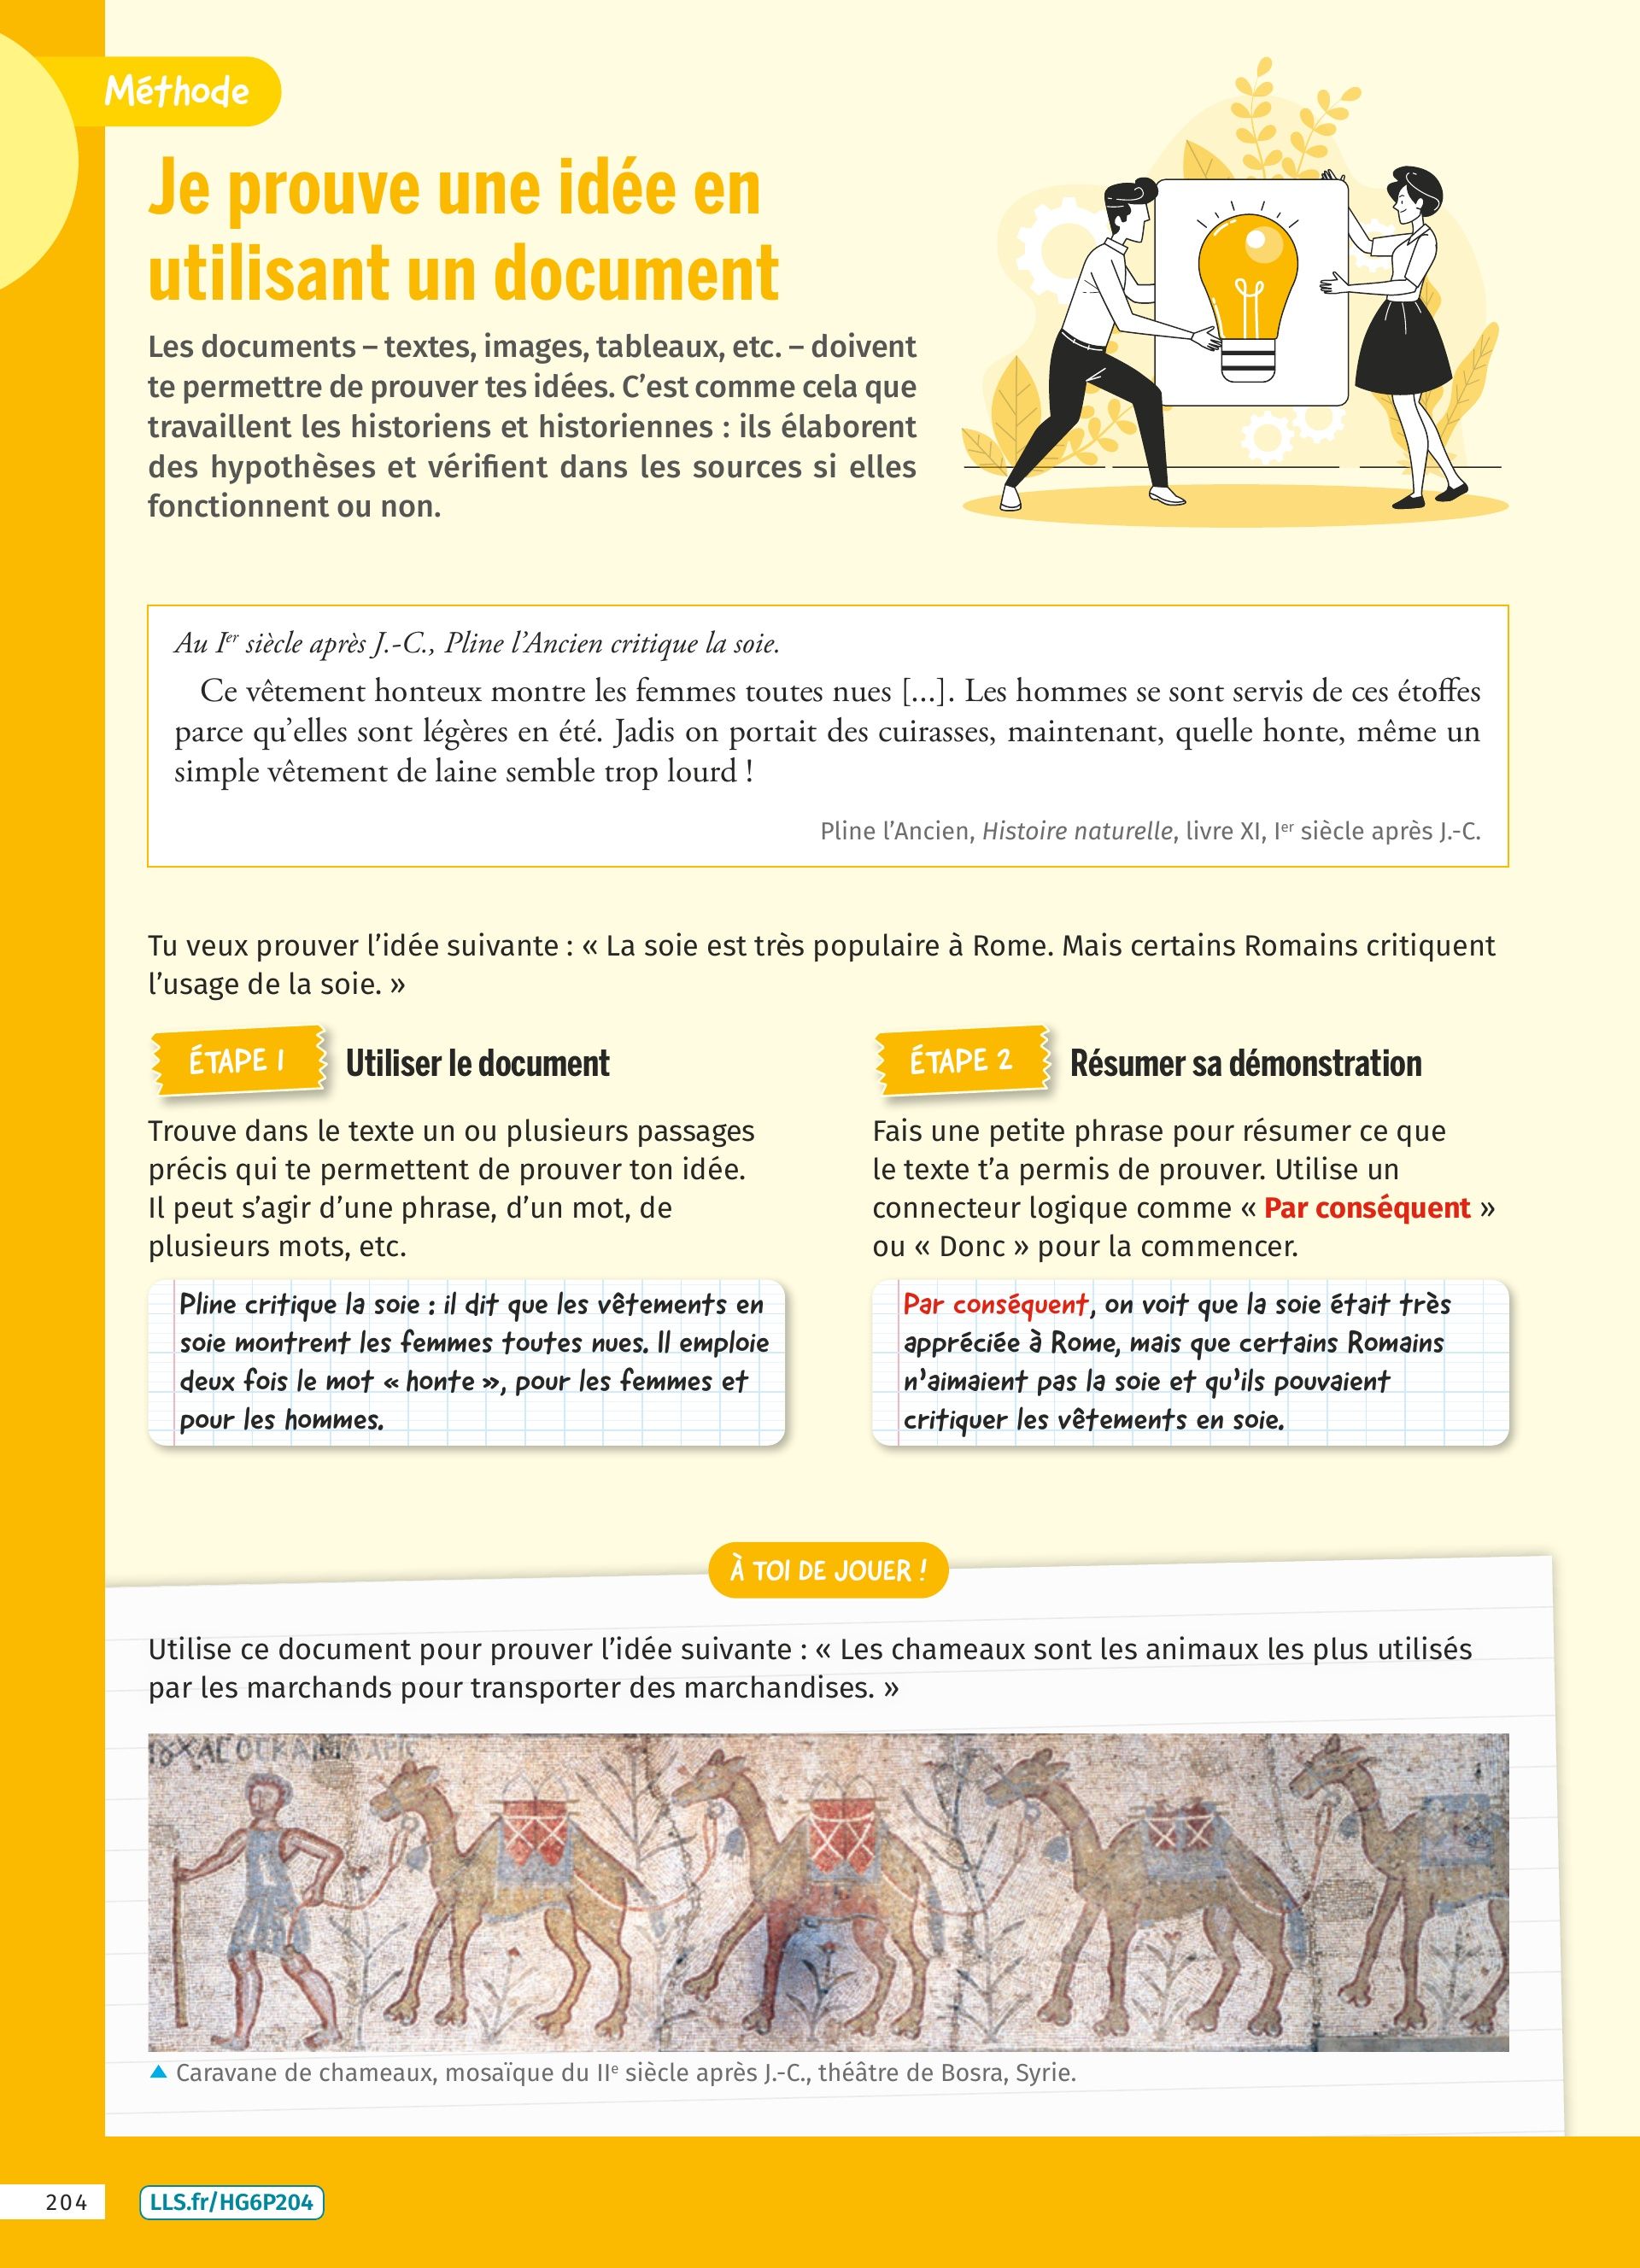 Méthode
Je prouve une idée en
utilisant un document
Les documents – textes, images, tableaux, etc. – doivent
te permettre de prouver tes idées. C’est comme cela que
travaillent les historiens et historiennes : ils élaborent
des hypothèses et vérifient dans les sources si elles
fonctionnent ou non.
Au Ier siècle après J.-C., Pline l’Ancien critique la soie.
Ce vêtement honteux montre les femmes toutes nues [...]. Les hommes se sont servis de ces étoffes
parce qu’elles sont légères en été. Jadis on portait des cuirasses, maintenant, quelle honte, même un
simple vêtement de laine semble trop lourd !
Pline l’Ancien, Histoire naturelle, livre XI, Ier siècle après J.-C.
Tu veux prouver l’idée suivante : « La soie est très populaire à Rome. Mais certains Romains critiquent
l’usage de la soie. »
ÉTAPE 1 Utiliser le document
Trouve dans le texte un ou plusieurs passages
précis qui te permettent de prouver ton idée.
Il peut s’agir d’une phrase, d’un mot, de
plusieurs mots, etc.
Pline critique la soie : il dit que les vêtements en
soie montrent les femmes toutes nues. Il emploie
deux fois le mot « honte », pour les femmes et
pour les hommes.
ÉTAPE 2 Résumer sa démonstration
Fais une petite phrase pour résumer ce que
le texte t’a permis de prouver. Utilise un
connecteur logique comme « Par conséquent »
ou « Donc » pour la commencer.
Par conséquent, on voit que la soie était très
appréciée à Rome, mais que certains Romains
n’aimaient pas la soie et qu’ils pouvaient
critiquer les vêtements en soie.
À TOI DE JOUER !
Utilise ce document pour prouver l’idée suivante : « Les chameaux sont les animaux les plus utilisés
par les marchands pour transporter des marchandises. »
Caravane de chameaux, mosaïque du IIe siècle après J.-C., théâtre de Bosra, Syrie.
204
LLS.fr/HG6P204